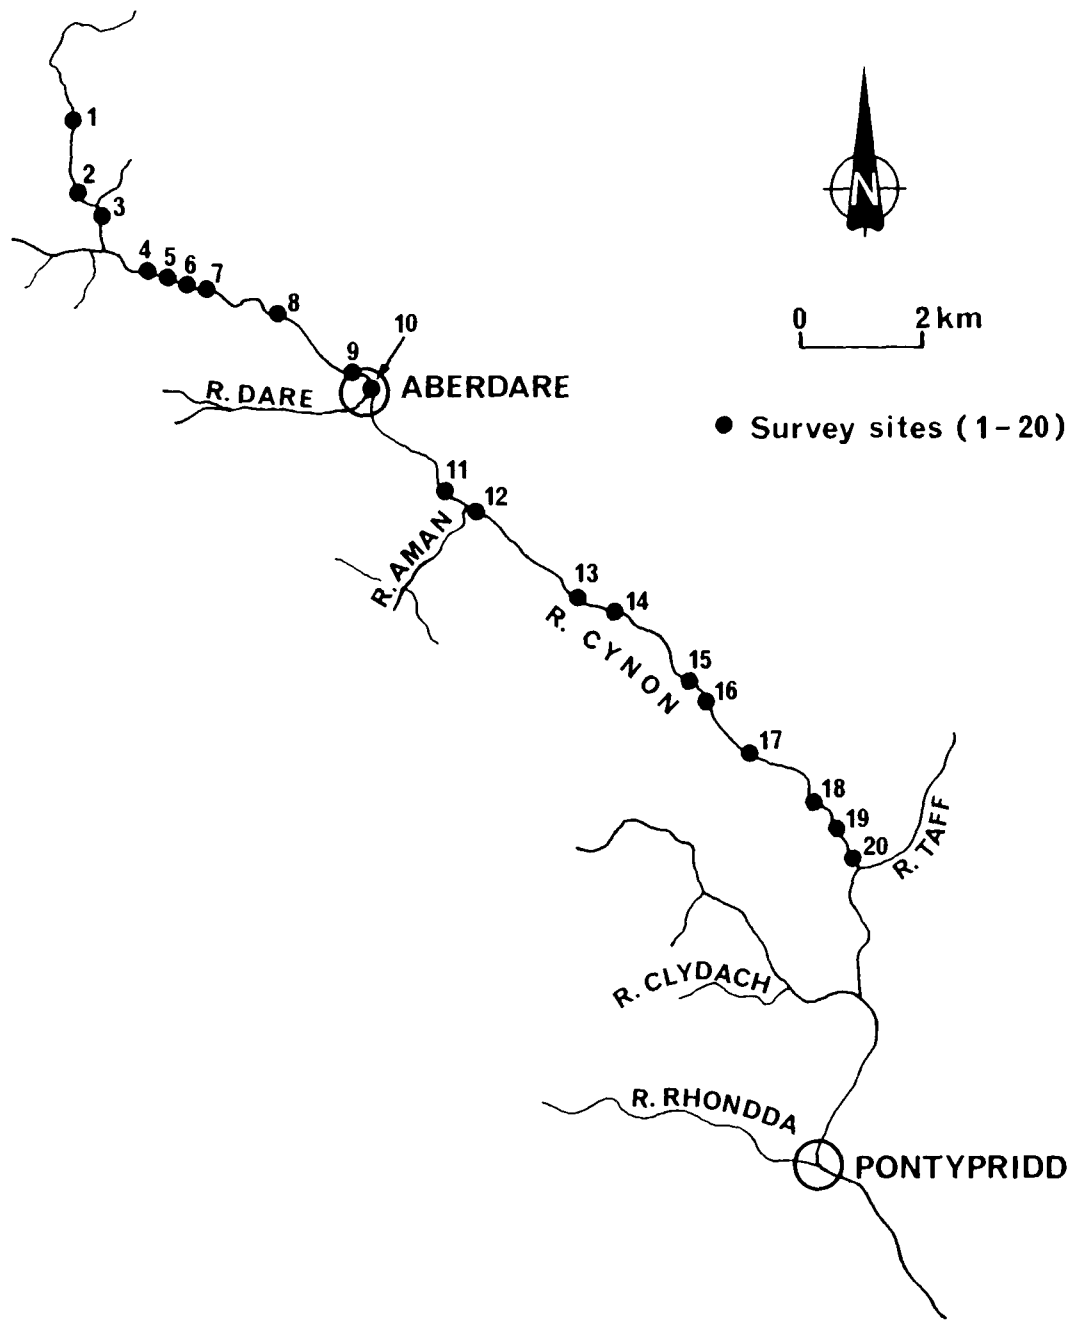 1
2
3
N
4
5
6
7
8
0 2 km
10
9
R. DARE
ABERDARE
● Survey sites (1-20)
11
12
R. AMAN
13
14
R. CYNON
15
16
17
18
19
20
R. TAFF
R. CLYDACH
R. RHONDDA
PONTYPRIDD